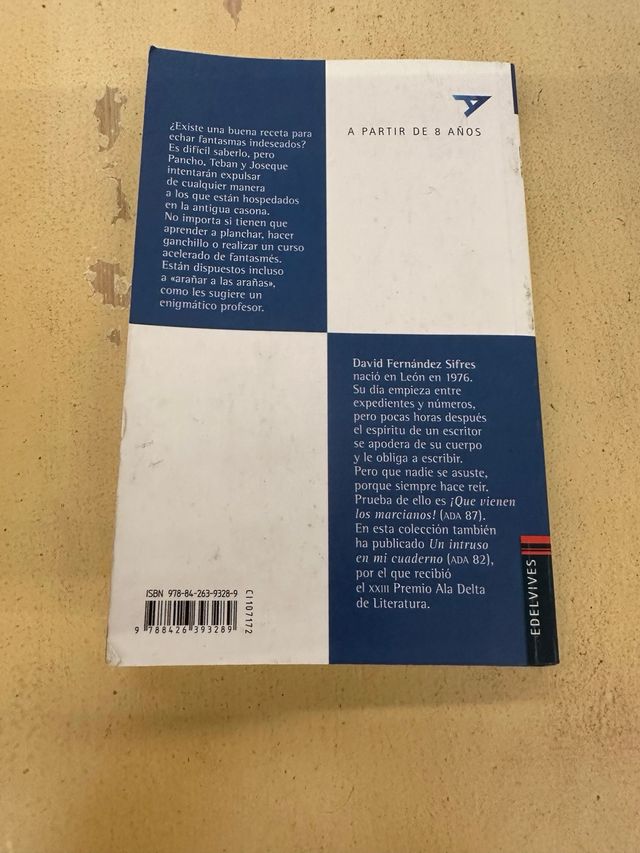 ¿Existe una buena receta para
echar fantasmas indeseados?
Es difícil saberlo, pero
Pancho, Teban y Joseque
intentarán expulsar
de cualquier manera
a los que están hospedados
en la antigua casona.
No importa si tienen que
aprender a planchar, hacer
ganchillo o realizar un curso
acelerado de fantasmés.
Están dispuestos incluso
a «arañar a las arañas»,
como les sugiere un
enigmático profesor.
A PARTIR DE 8 AÑOS
David Fernández Sifres
nació en León en 1976.
Su día empieza entre
expedientes y números,
pero pocas horas después
el espíritu de un escritor
se apodera de su cuerpo
y le obliga a escribir.
Pero que nadie se asuste,
porque siempre hace reír.
Prueba de ello es ¡Que vienen
los marcianos! (ADA 87).
En esta colección también
ha publicado Un intruso
en mi cuaderno (ADA 82),
por el que recibió
el XXIII Premio Ala Delta
de Literatura.
EDELVIVES
ISBN 978-84-263-9328-9
9 788426 393289
CI107172